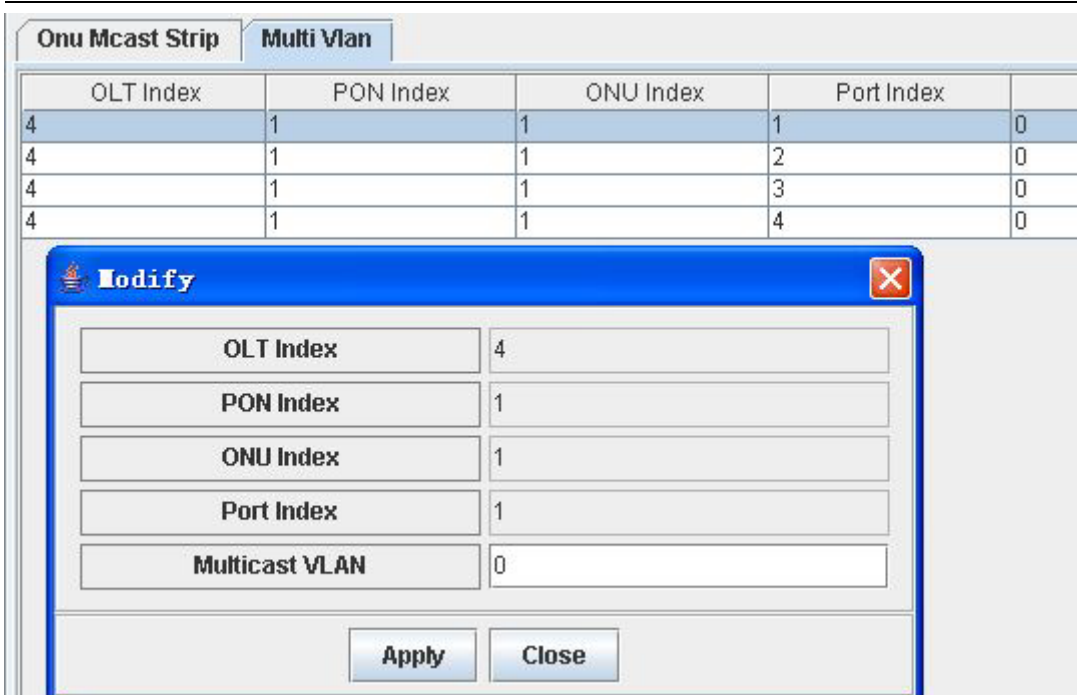 Onu Mcast Strip Multi Vlan
OLT Index PON Index ONU Index Port Index
4 1 1 1 0
4 1 1 2 0
4 1 1 3 0
4 1 1 4 0
Modify
OLT Index 4
PON Index 1
ONU Index 1
Port Index 1
Multicast VLAN 0
Apply Close